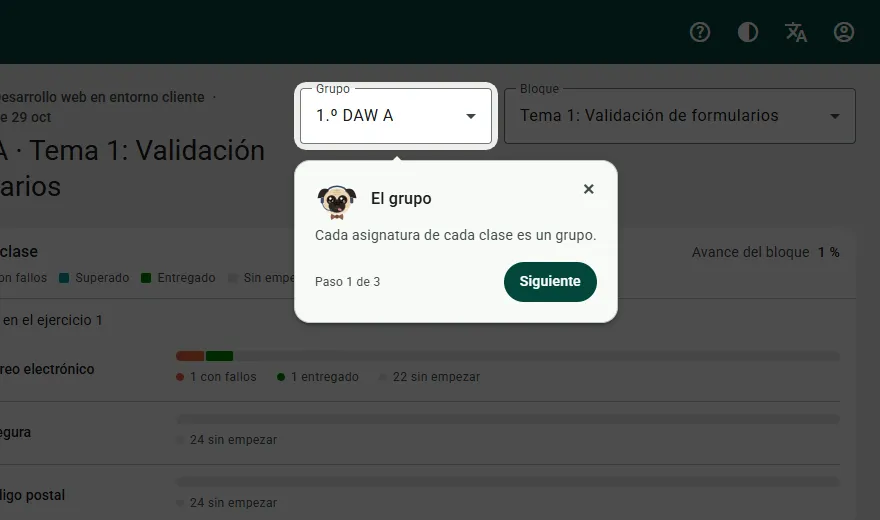 esarrollo web en entorno cliente ·
e 29 oct
A · Tema 1: Validación
arios
Grupo
1.º DAW A
Bloque
Tema 1: Validación de formularios
El grupo
Cada asignatura de cada clase es un grupo.
Paso 1 de 3
Siguiente
clase
Avance del bloque 1 %
on fallos Superado Entregado Sin empe
en el ejercicio 1
reo electrónico
1 con fallos 1 entregado 22 sin empezar
egura
24 sin empezar
digo postal
24 sin empezar